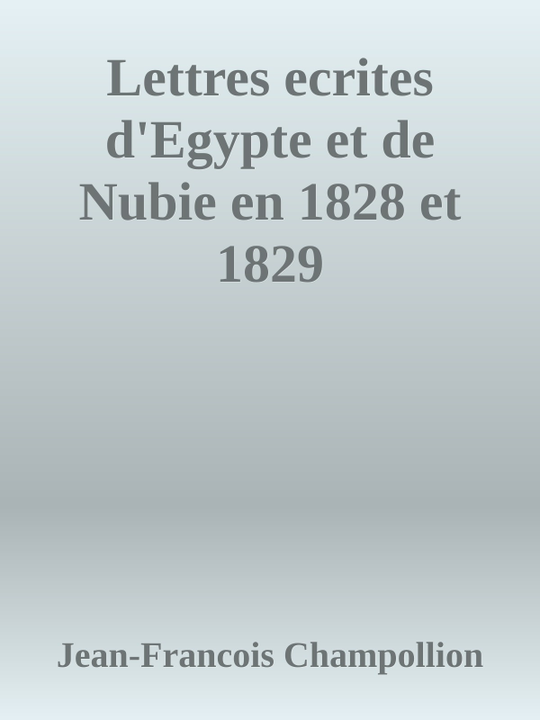 Lettres ecrites
d'Egypte et de
Nubie en 1828 et
1829
Jean-Francois Champollion